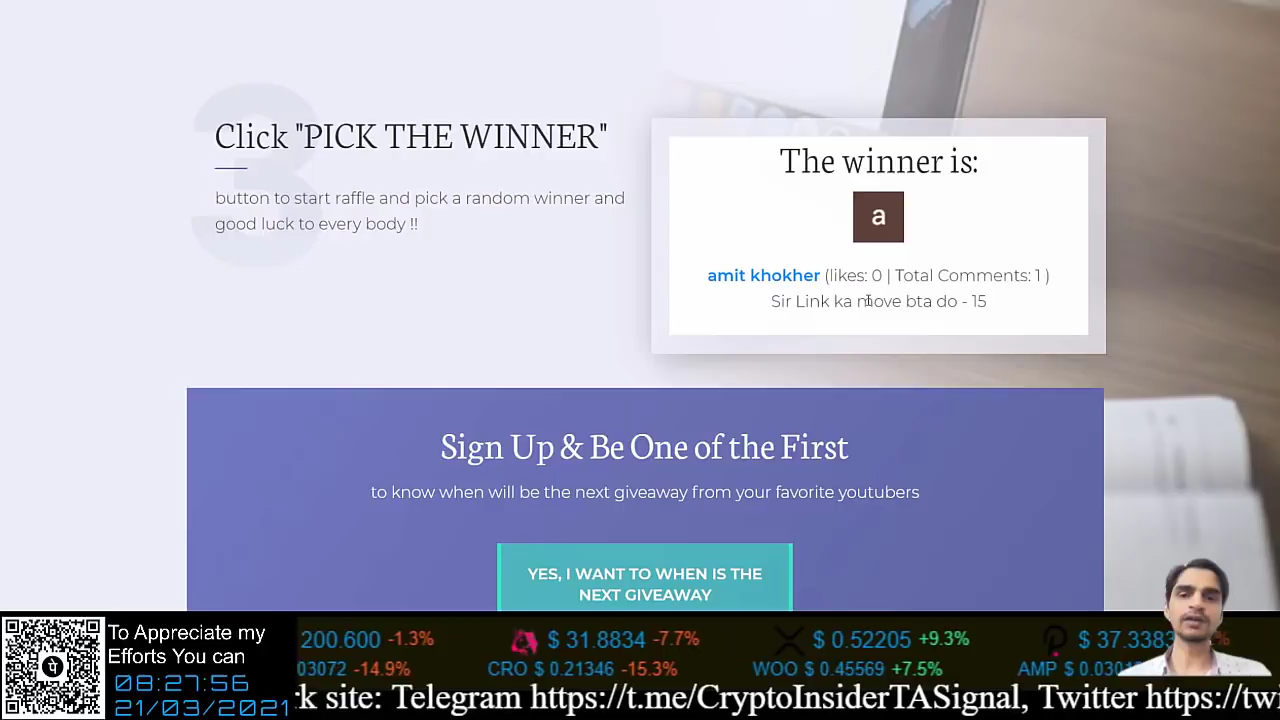 3
Click "PICK THE WINNER"
button to start raffle and pick a random winner and
good luck to every body !!
The winner is:
a
amit khokher (likes: 0 | Total Comments: 1 )
Sir Link ka move bta do - 15
Sign Up & Be One of the First
to know when will be the next giveaway from your favorite youtubers
YES, I WANT TO WHEN IS THE
NEXT GIVEAWAY
To Appreciate my
Efforts You can
08:27:56
21/03/2021
पे
200.600 -1.3% $ 31.8834 -7.7% $ 0.52205 +9.3% $ 37.3383
03072 -14.9% CRO $ 0.21346 -15.3% WOO $ 0.45569 +7.5% AMP $ 0.030
k site: Telegram https://t.me/CryptoInsiderTASignal, Twitter https://twi